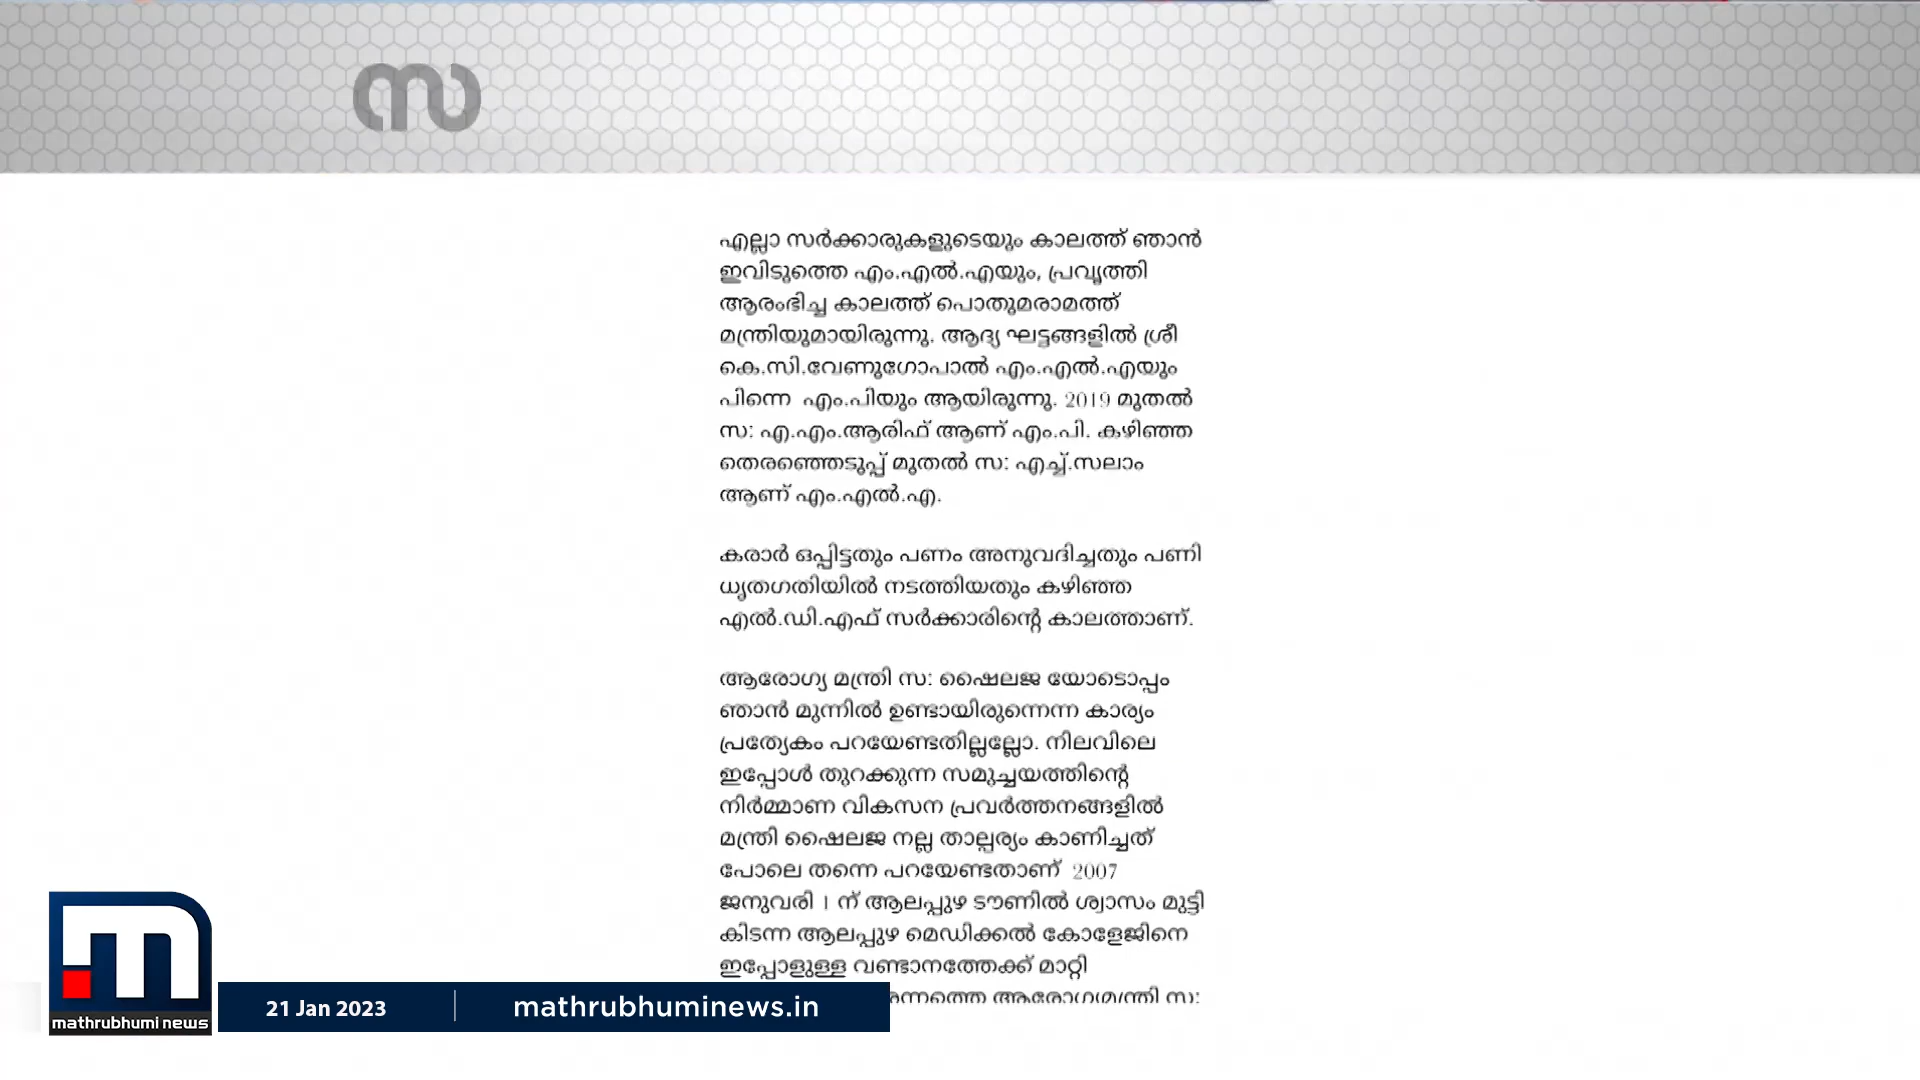 സ
എല്ലാ സർക്കാരുകളുടെയും കാലത്ത് ഞാൻ
ഇവിടുത്തെ എം.എൽ.എയും, പ്രവൃത്തി
ആരംഭിച്ച കാലത്ത് പൊതുമരാമത്ത്
മന്ത്രിയുമായിരുന്നു. ആദ്യ ഘട്ടങ്ങളിൽ ശ്രീ
കെ.സി.വേണുഗോപാൽ എം.എൽ.എയും
പിന്നെ എം.പിയും ആയിരുന്നു. 2019 മുതൽ
സ: എ.എം.ആരിഫ് ആണ് എം.പി. കഴിഞ്ഞ
തെരഞ്ഞെടുപ്പ് മുതൽ സ: എച്ച്.സലാം
ആണ് എം.എൽ.എ.
കരാർ ഒപ്പിട്ടതും പണം അനുവദിച്ചതും പണി
ധൃതഗതിയിൽ നടത്തിയതും കഴിഞ്ഞ
എൽ.ഡി.എഫ് സർക്കാരിന്റെ കാലത്താണ്.
ആരോഗ്യ മന്ത്രി സ: ഷൈലജ യോടൊപ്പം
ഞാൻ മുന്നിൽ ഉണ്ടായിരുന്നെന്ന കാര്യം
പ്രത്യേകം പറയേണ്ടതില്ലല്ലോ. നിലവിലെ
ഇപ്പോൾ തുറക്കുന്ന സമുച്ചയത്തിന്റെ
നിർമ്മാണ വികസന പ്രവർത്തനങ്ങളിൽ
മന്ത്രി ഷൈലജ നല്ല താല്പര്യം കാണിച്ചത്
പോലെ തന്നെ പറയേണ്ടതാണ് 2007
ജനുവരി 1 ന് ആലപ്പുഴ ടൗണിൽ ശ്വാസം മുട്ടി
കിടന്ന ആലപ്പുഴ മെഡിക്കൽ കോളേജിനെ
ഇപ്പോളുള്ള വണ്ടാനത്തേക്ക് മാറ്റി
ആരോഗ്യമന്ത്രി സ:
mathrubhumi news
21 Jan 2023
mathrubhuminews.in